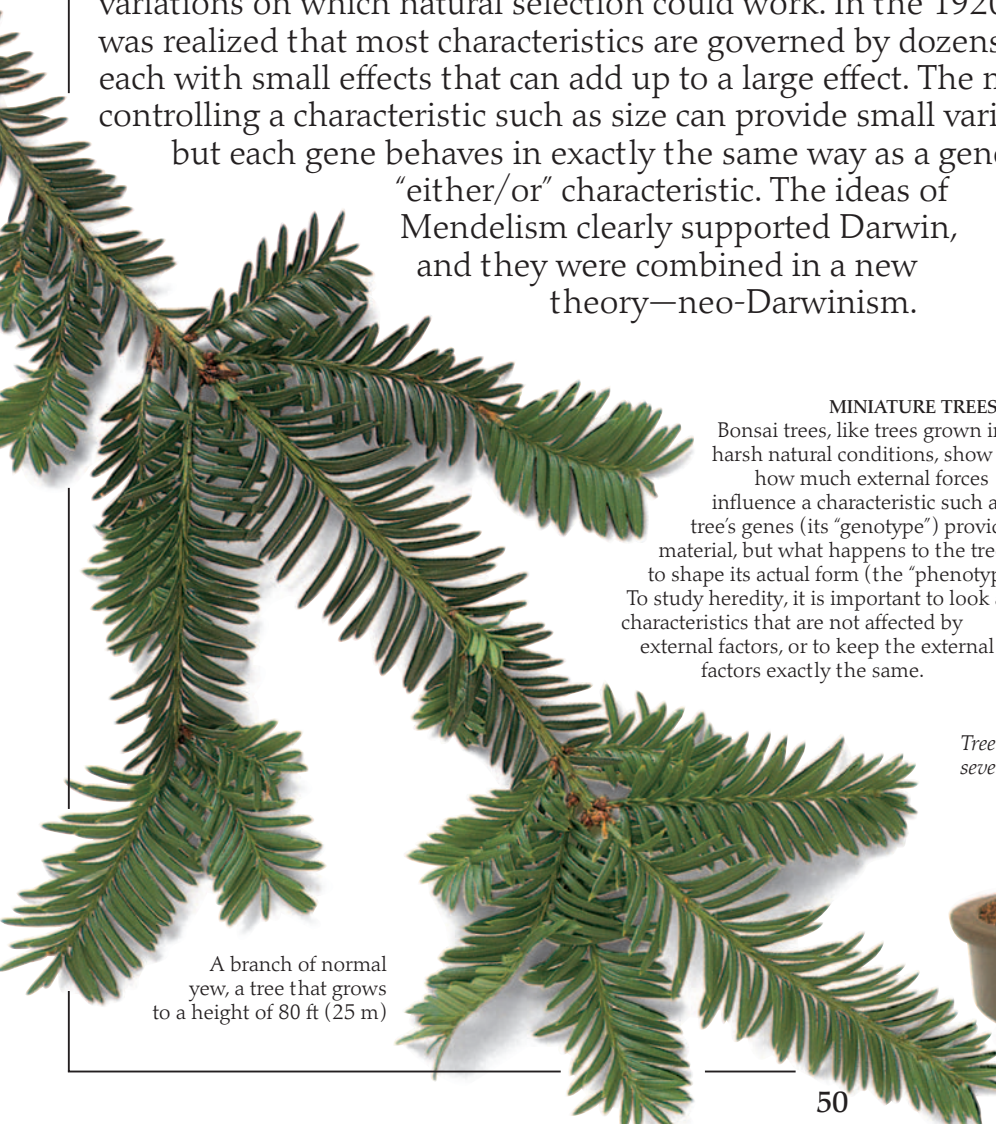 variations on which natural selection could work. In the 1920
was realized that most characteristics are governed by dozens
each with small effects that can add up to a large effect. The
controlling a characteristic such as size can provide small vari
but each gene behaves in exactly the same way as a gen
“either/or” characteristic. The ideas of
Mendelism clearly supported Darwin,
and they were combined in a new
theory—neo-Darwinism.
MINIATURE TREES
Bonsai trees, like trees grown in
harsh natural conditions, show
how much external forces
influence a characteristic such a
tree’s genes (its “genotype”) provid
material, but what happens to the tre
to shape its actual form (the “phenotyp
To study heredity, it is important to look
characteristics that are not affected by
external factors, or to keep the external
factors exactly the same.
Tree
seve
A branch of normal
yew, a tree that grows
to a height of 80 ft (25 m)
50